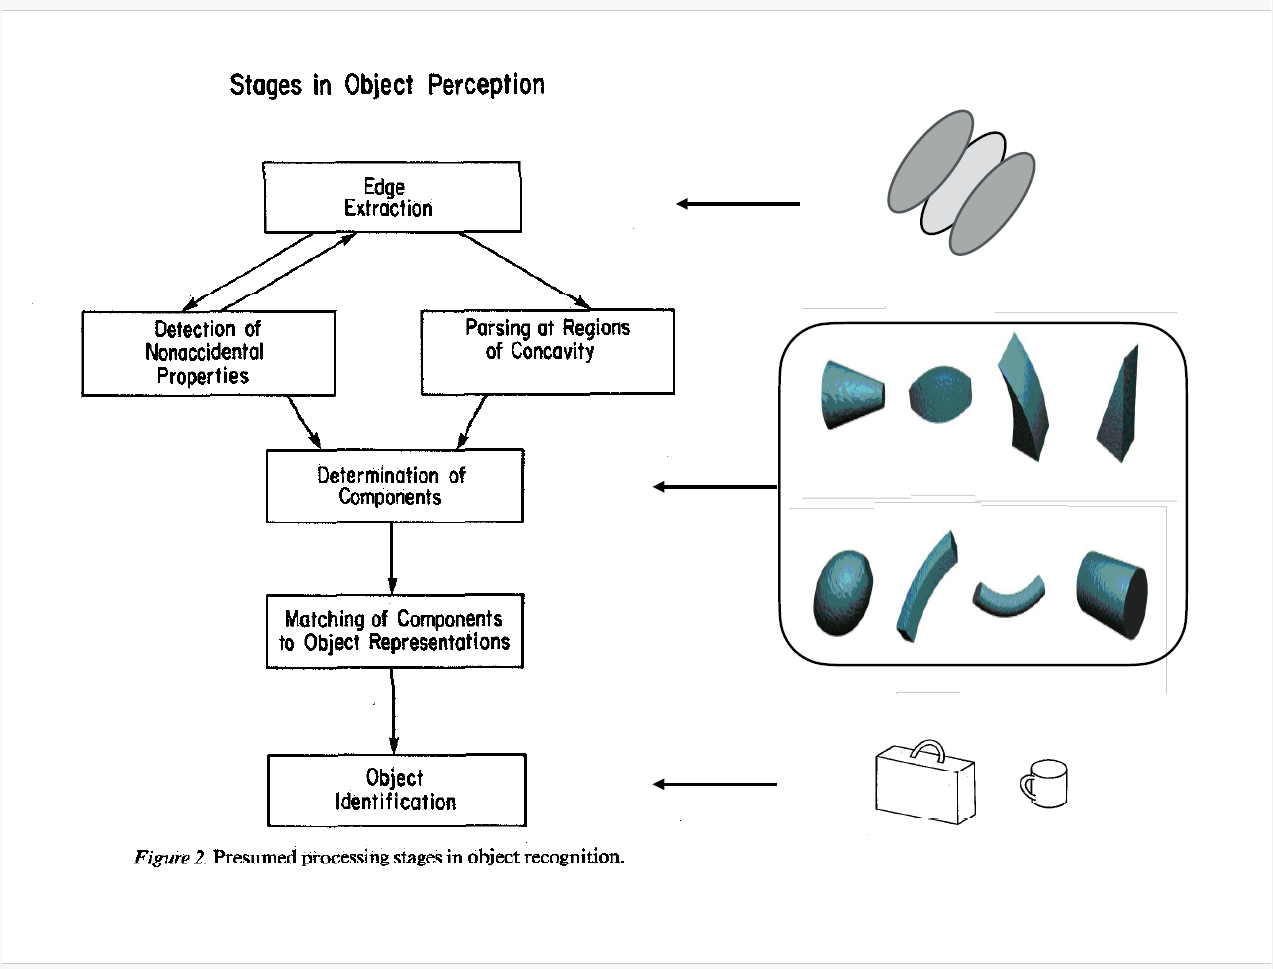 Stages in Object Perception
Edge
Extraction
Detection of
Nonaccidental
Properties
Parsing at Regions
of Concavity
Determination of
Components
Matching of Components
to Object Representations
Object
Identification
Figure 2. Presumed processing stages in object recognition.